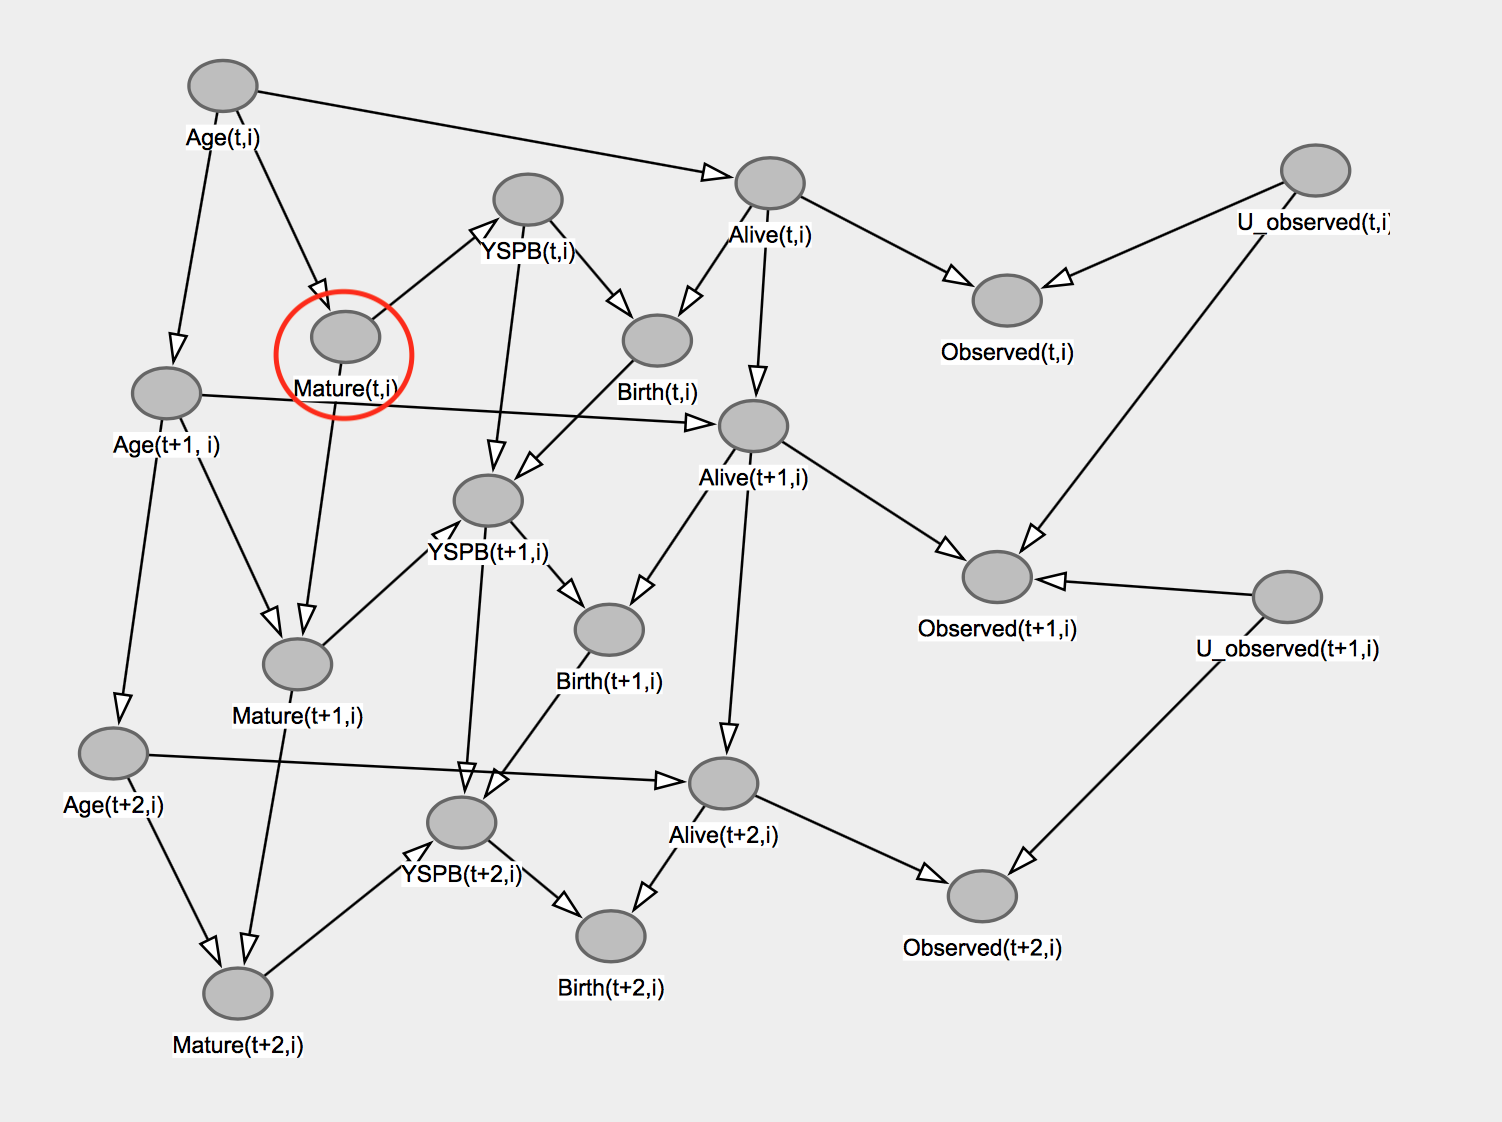 Age(t,i)
YSPB(t,i)
Alive(t,i)
U_observed(t,i)
Observed(t,i)
Mature(t,i)
Birth(t,i)
Age(t+1, i)
Alive(t+1,i)
YSPB(t+1,i)
Observed(t+1,i)
U_observed(t+1,i)
Birth(t+1,i)
Mature(t+1,i)
Age(t+2,i)
Alive(t+2,i)
YSPB(t+2,i)
Observed(t+2,i)
Birth(t+2,i)
Mature(t+2,i)